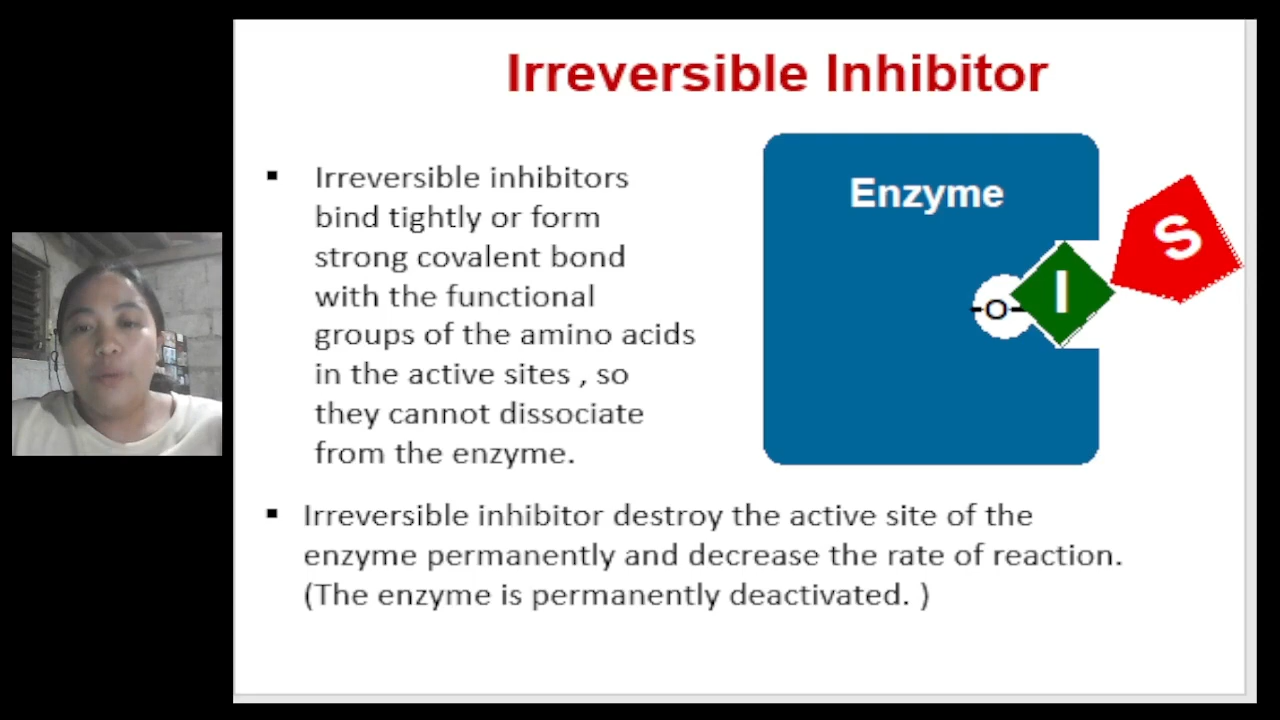 Irreversible Inhibitor
▪ Irreversible inhibitors
bind tightly or form
strong covalent bond
with the functional
groups of the amino acids
in the active sites , so
they cannot dissociate
from the enzyme.
Enzyme
-O-
I
S
▪ Irreversible inhibitor destroy the active site of the
enzyme permanently and decrease the rate of reaction.
(The enzyme is permanently deactivated. )